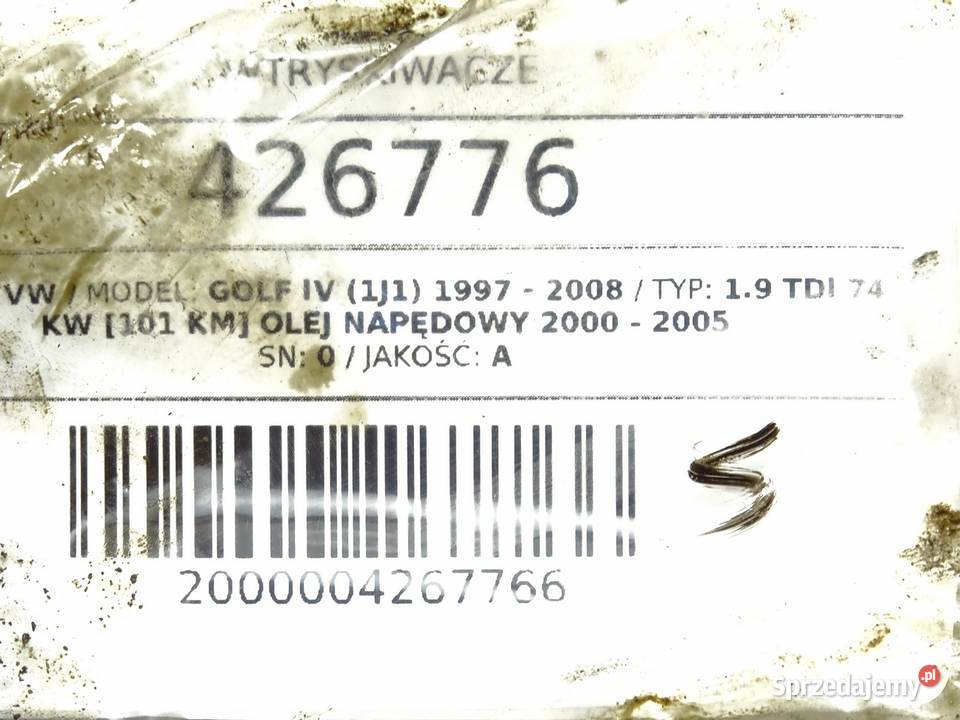 WTRYSKIWACZE
426776
VW / MODEL: GOLF IV (1J1) 1997 - 2008 / TYP: 1.9 TDI 74
KW [101 KM] OLEJ NAPĘDOWY 2000 - 2005
SN: 0 / JAKOŚĆ: A
S
2000004267766
Sprzedajemy.pl